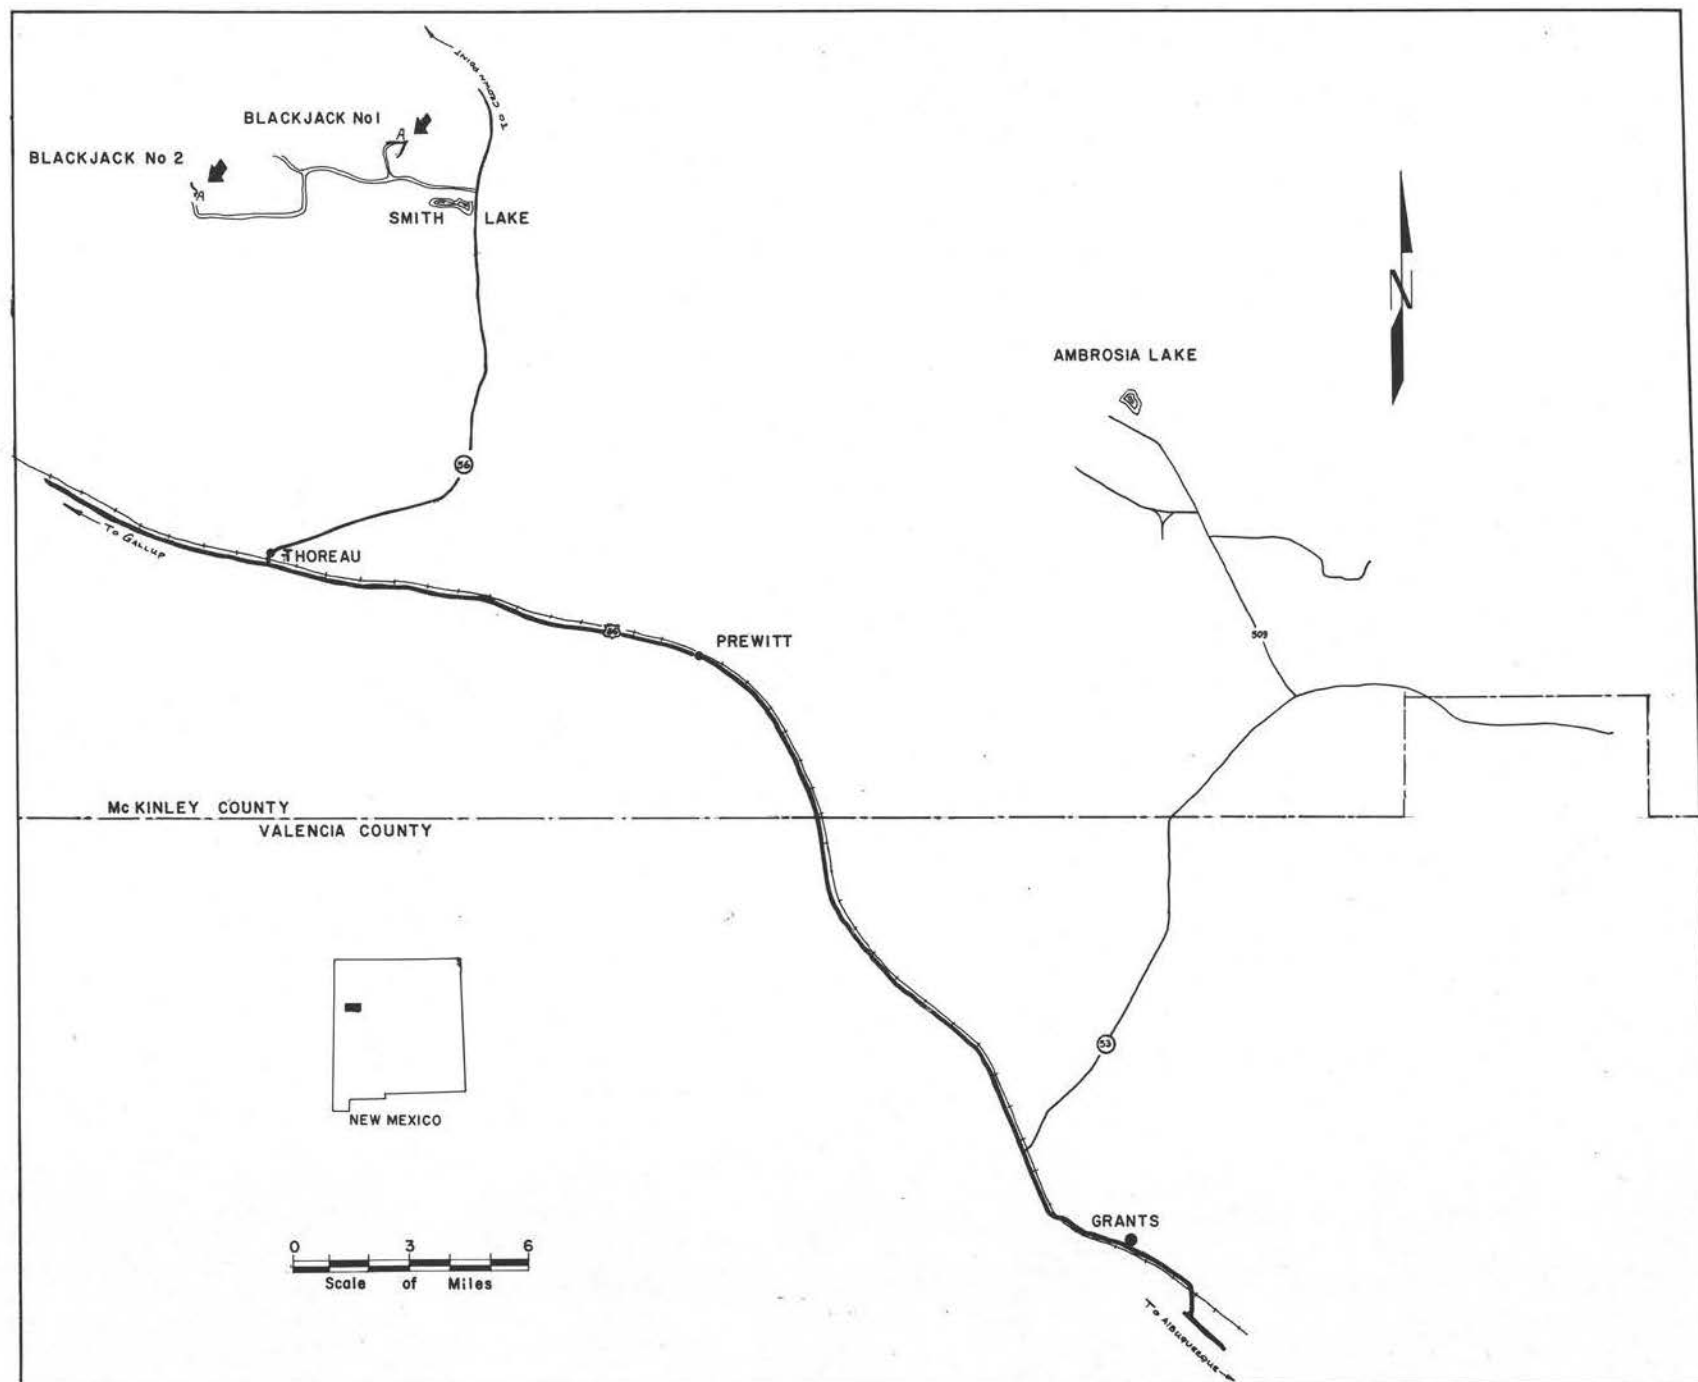 TO CROWN POINT
BLACKJACK No 1
A
BLACKJACK No 2
A
SMITH LAKE
N
AMBROSIA LAKE
56
To GALLUP
THOREAU
PREWITT
509
McKINLEY COUNTY
VALENCIA COUNTY
53
NEW MEXICO
GRANTS
0 3 6
Scale of Miles
To ALBUQUERQUE